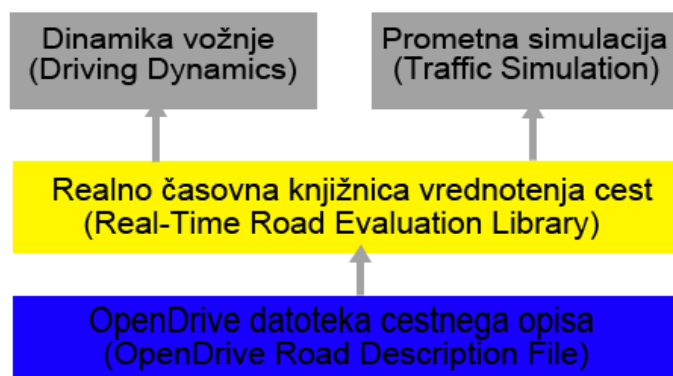 Dinamika vožnje
(Driving Dynamics)
Prometna simulacija
(Traffic Simulation)
Realno časovna knjižnica vrednotenja cest
(Real-Time Road Evaluation Library)
OpenDrive datoteka cestnega opisa
(OpenDrive Road Description File)